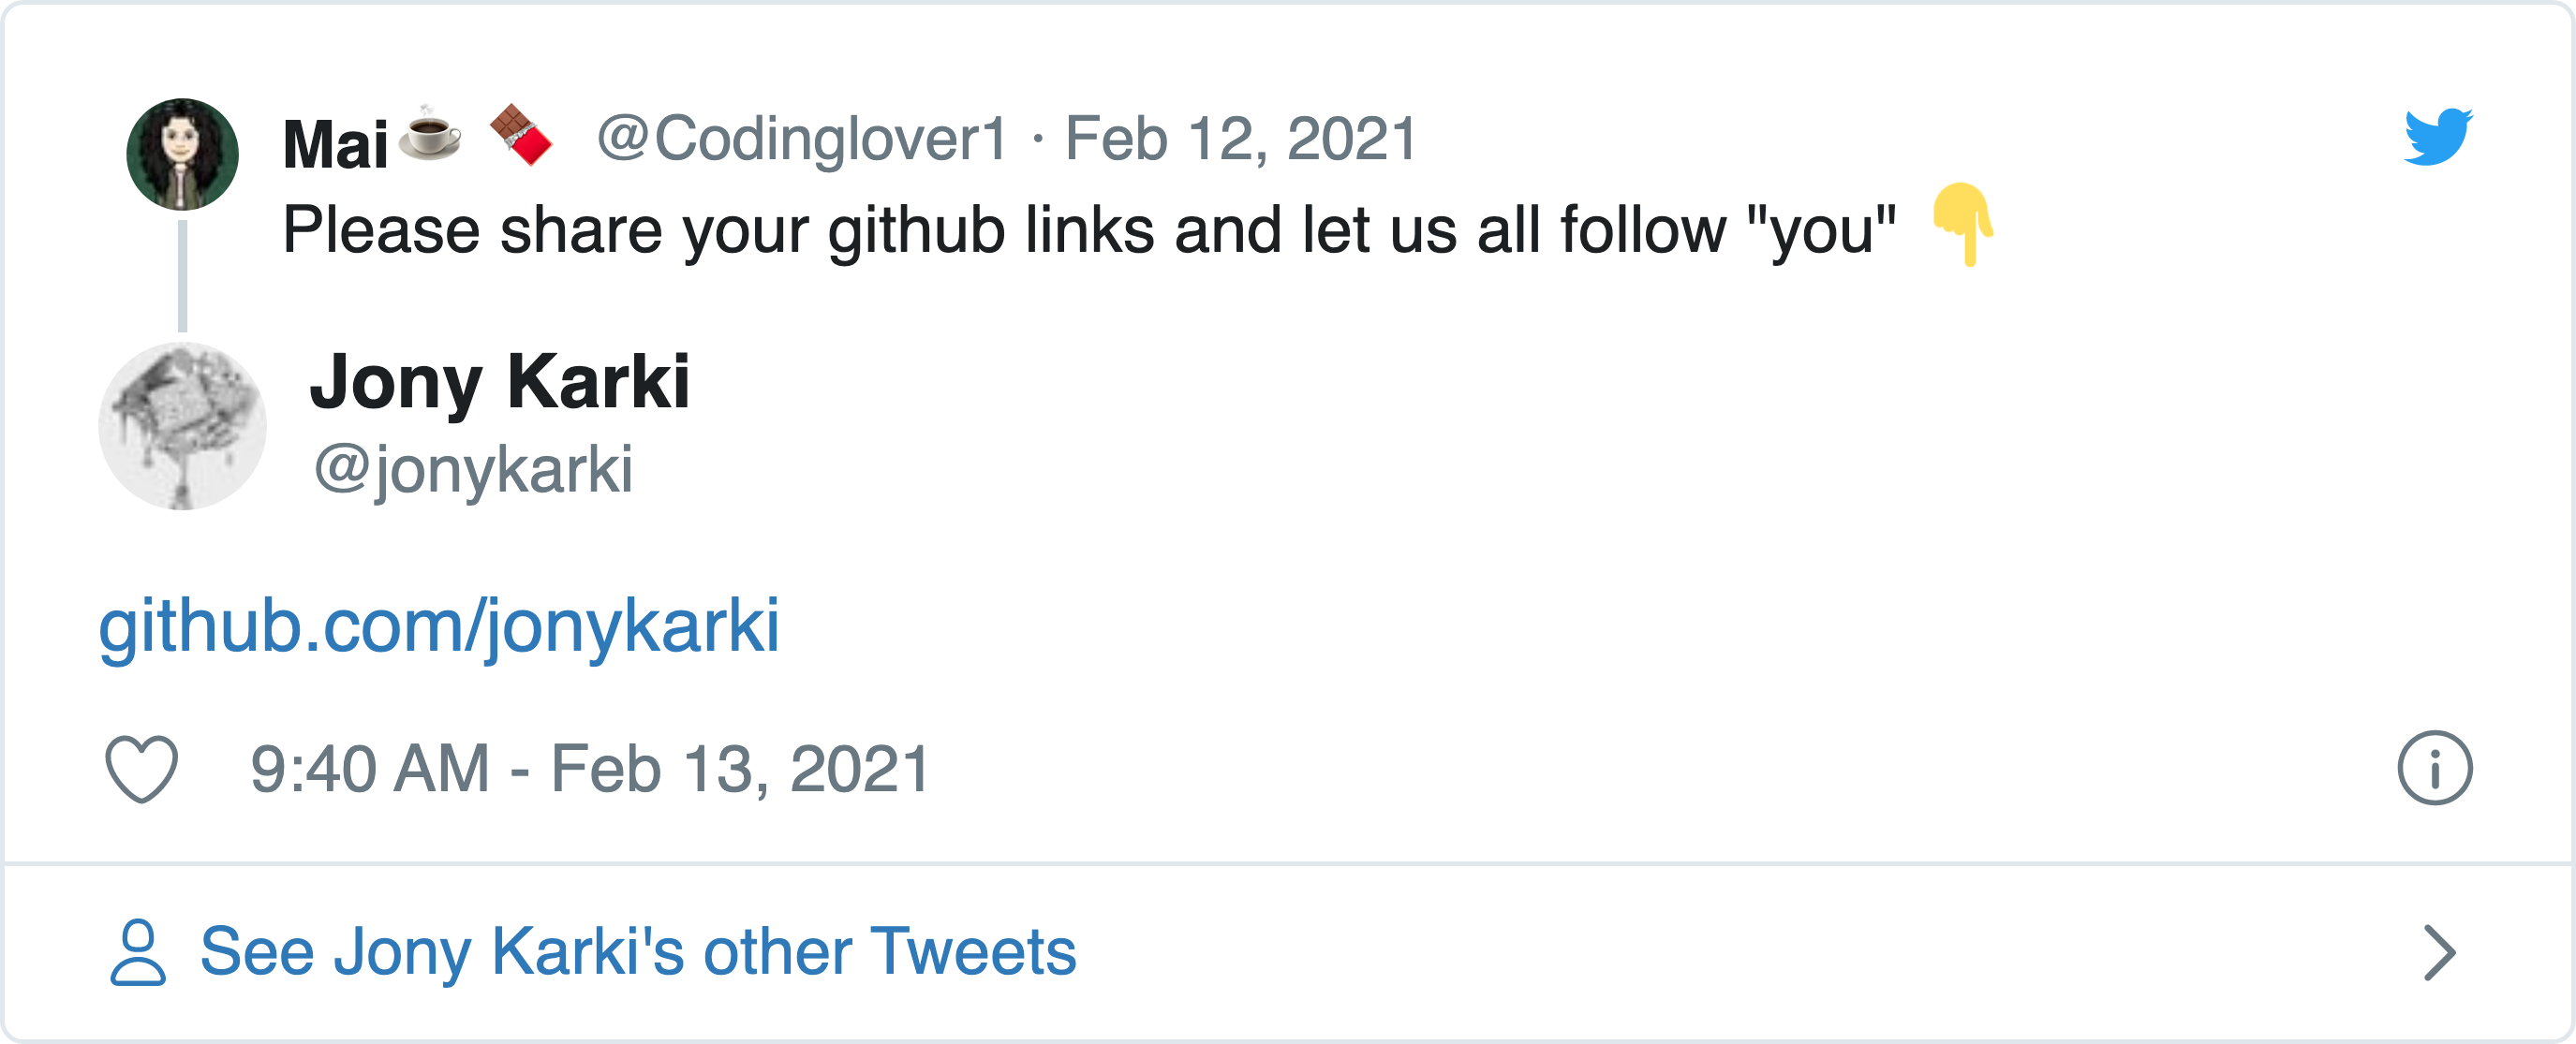 Mai☕ 🍫 @Codinglover1 · Feb 12, 2021
Please share your github links and let us all follow "you" 👇
Jony Karki
@jonykarki
github.com/jonykarki
9:40 AM - Feb 13, 2021
See Jony Karki's other Tweets